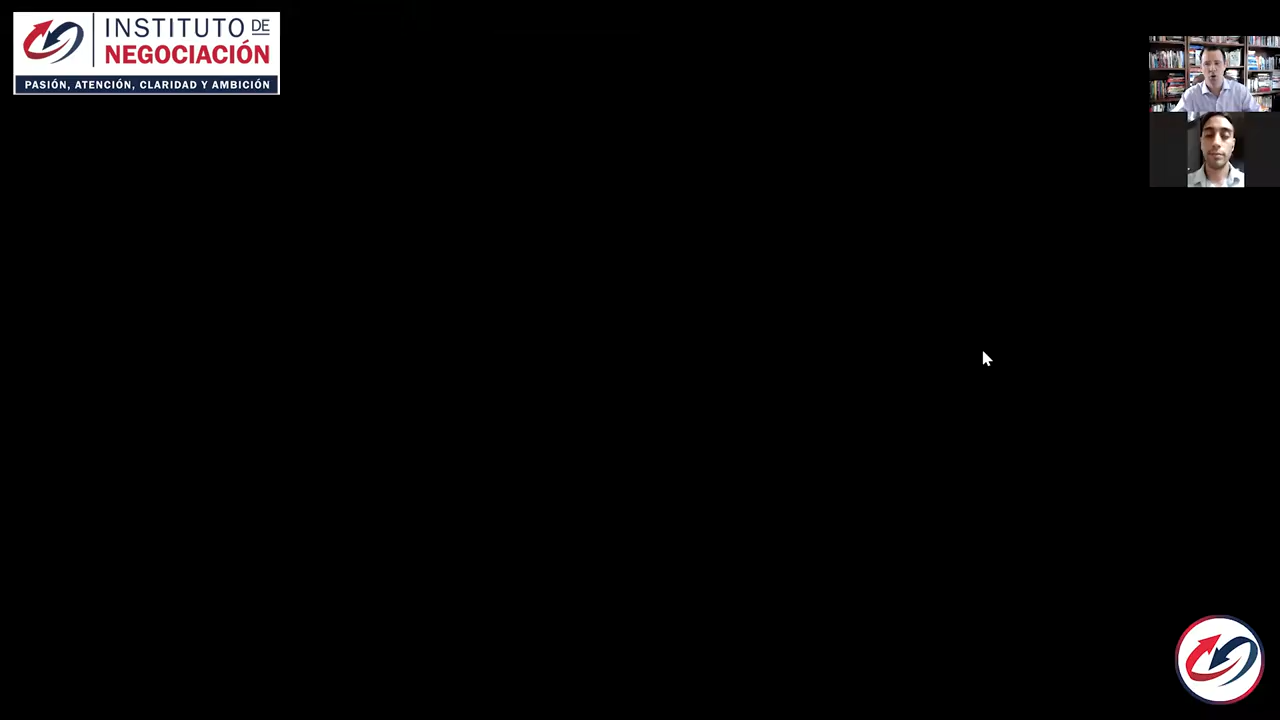 INSTITUTO DE
NEGOCIACIÓN
PASIÓN, ATENCIÓN, CLARIDAD Y AMBICIÓN